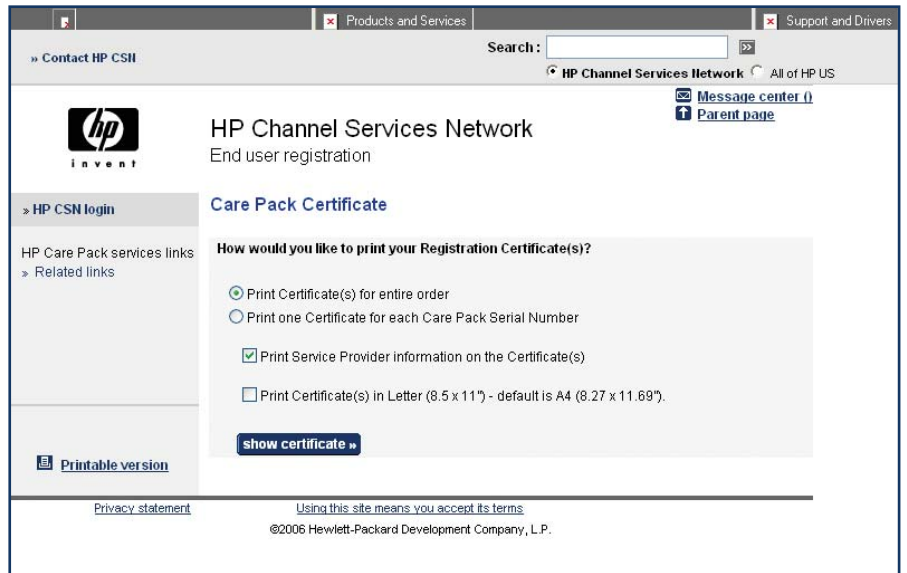 Products and Services
Support and Drivers
» Contact HP CSN
Search :
»
HP Channel Services Network
All of HP US
Message center ()
Parent page
hp
invent
HP Channel Services Network
End user registration
» HP CSN login
HP Care Pack services links
» Related links
Care Pack Certificate
How would you like to print your Registration Certificate(s)?
Print Certificate(s) for entire order
Print one Certificate for each Care Pack Serial Number
Print Service Provider information on the Certificate(s)
Print Certificate(s) in Letter (8.5 x 11") - default is A4 (8.27 x 11.69").
show certificate »
Printable version
Privacy statement
Using this site means you accept its terms
©2006 Hewlett-Packard Development Company, L.P.